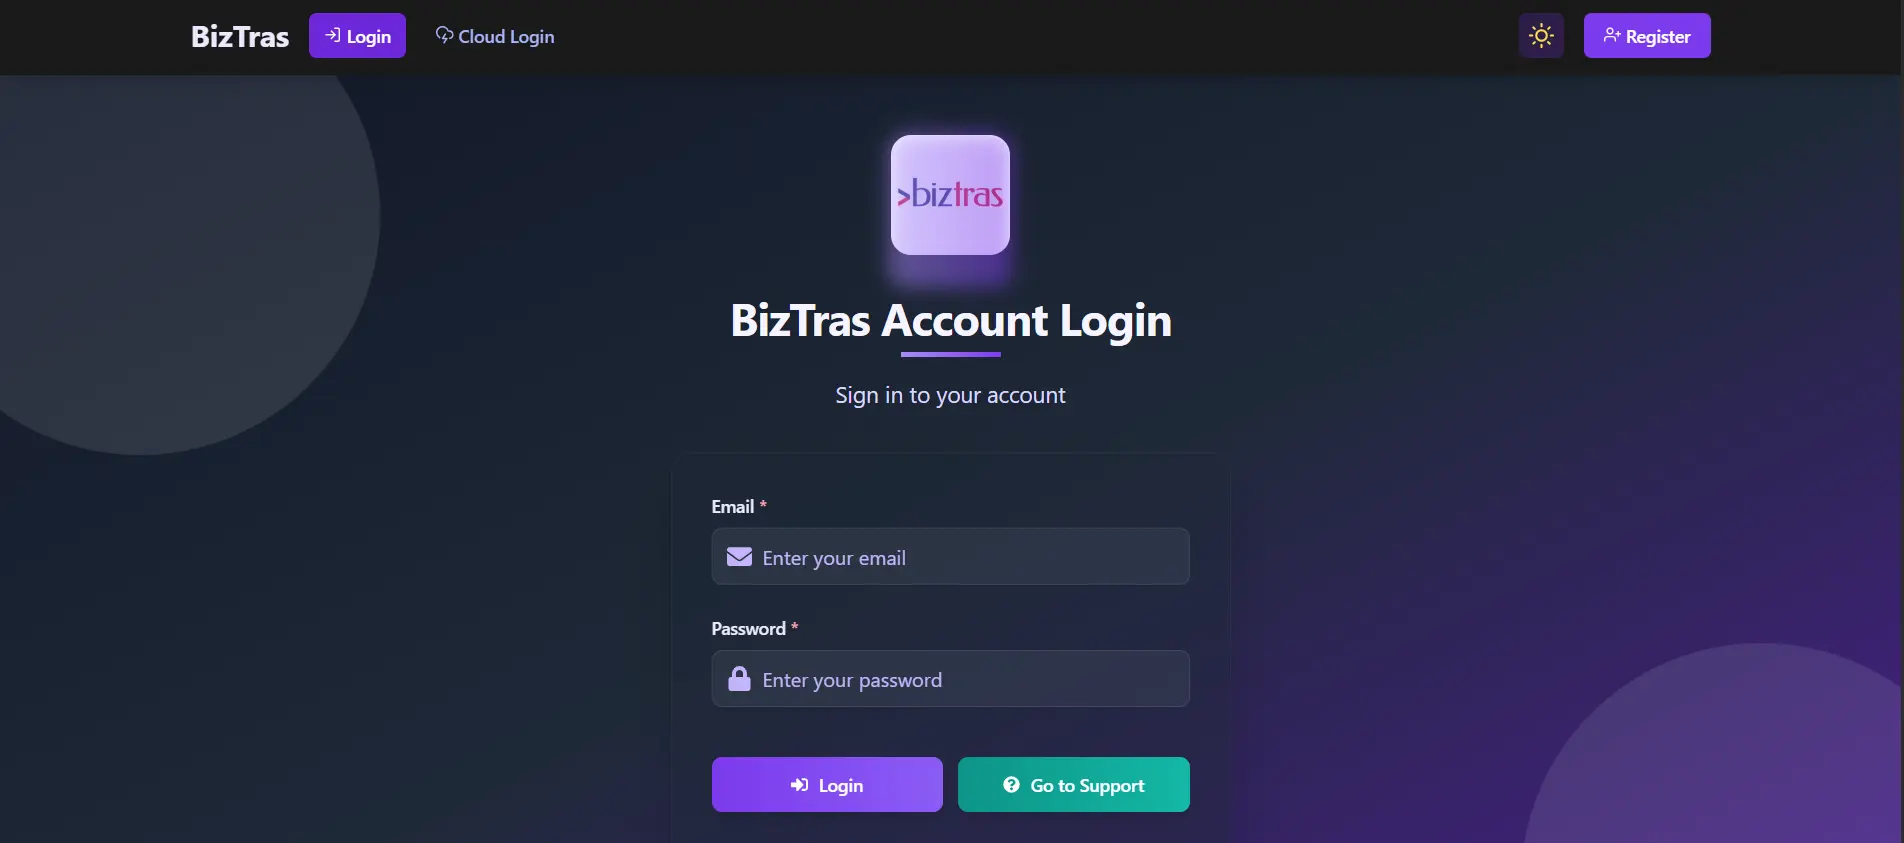 BizTras
Login
Cloud Login
Register
>biztras
BizTras Account Login
Sign in to your account
Email *
Enter your email
Password *
Enter your password
Login
Go to Support